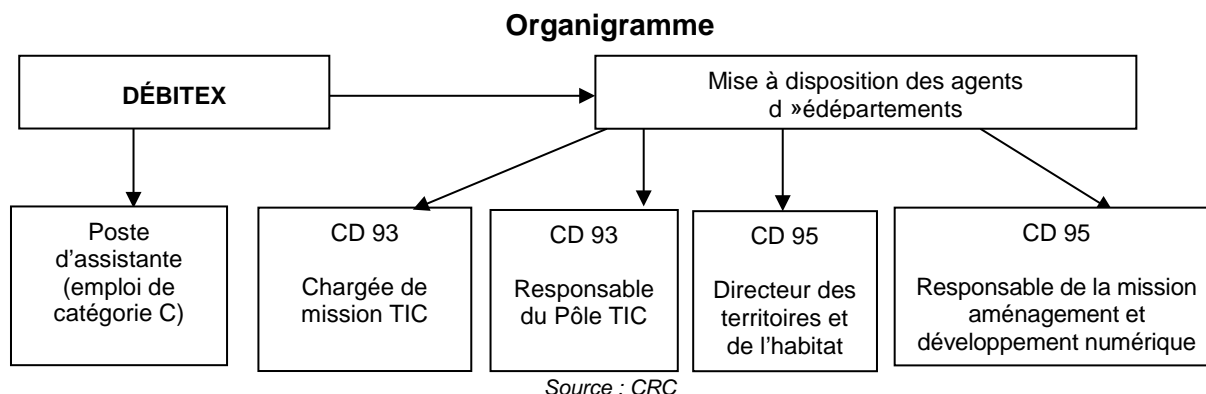 Organigramme
DÉBITEX
Mise à disposition des agents
d »édépartements
Poste
d’assistante
(emploi de
catégorie C)
CD 93
Chargée de
mission TIC
CD 93
Responsable
du Pôle TIC
CD 95
Directeur des
territoires et
de l’habitat
CD 95
Responsable de la mission
aménagement et
développement numérique
Source : CRC